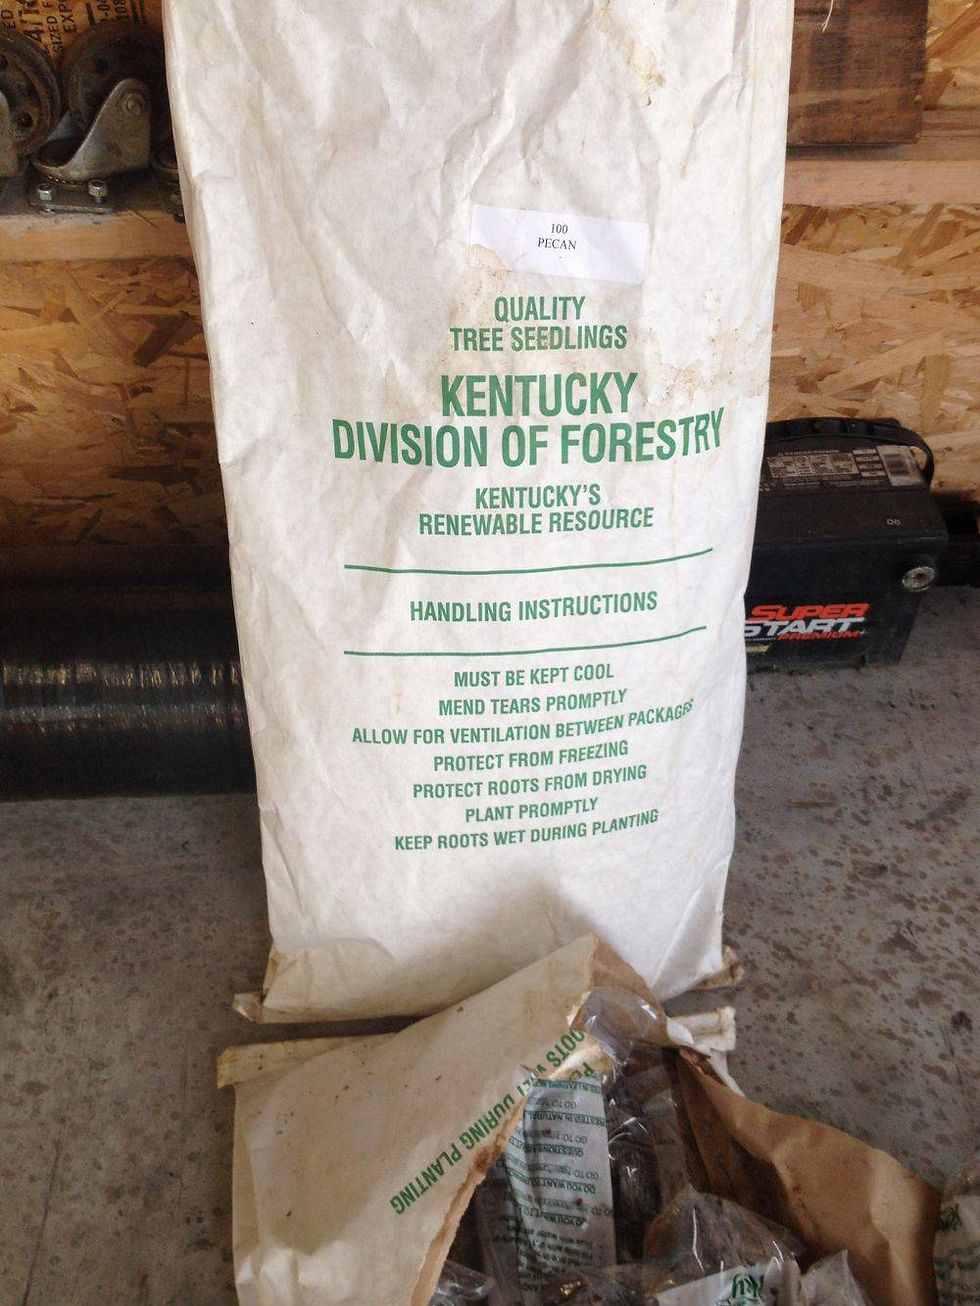 100
PECAN
QUALITY
TREE SEEDLINGS
KENTUCKY
DIVISION OF FORESTRY
KENTUCKY'S
RENEWABLE RESOURCE
HANDLING INSTRUCTIONS
MUST BE KEPT COOL
MEND TEARS PROMPTLY
ALLOW FOR VENTILATION BETWEEN PACKAGES
PROTECT FROM FREEZING
PROTECT ROOTS FROM DRYING
PLANT PROMPTLY
KEEP ROOTS WET DURING PLANTING
SUPER
START
PREMIUM
DURING PLANTING